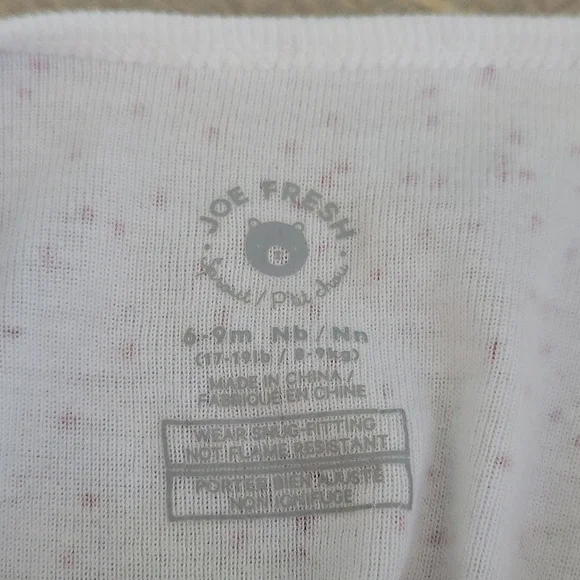 JOE FRESH
Sprout / P'tit chou
6-9m Nb / Nn
(17-19lb / 8-9kg)
MADE IN CHINA /
FABRIQUÉ EN CHINE
WEAR SNUG-FITTING
NOT FLAME RESISTANT
PORTER BIEN AJUSTÉ
NON IGNIFUGE